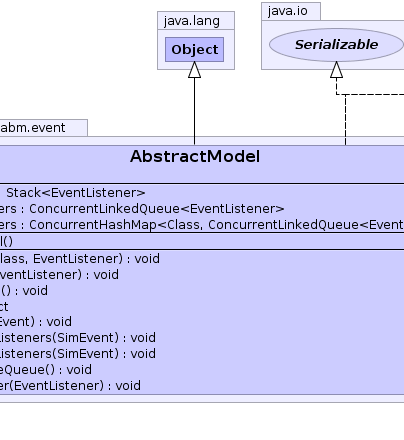 java.lang
java.io
Object
Serializable
abm.event
AbstractModel
Stack<EventListener>
ers : ConcurrentLinkedQueue<EventListener>
ers : ConcurrentHashMap<Class, ConcurrentLinkedQueue<Event
l()
lass, EventListener) : void
ventListener) : void
() : void
ct
Event) : void
isteners(SimEvent) : void
isteners(SimEvent) : void
eQueue() : void
er(EventListener) : void